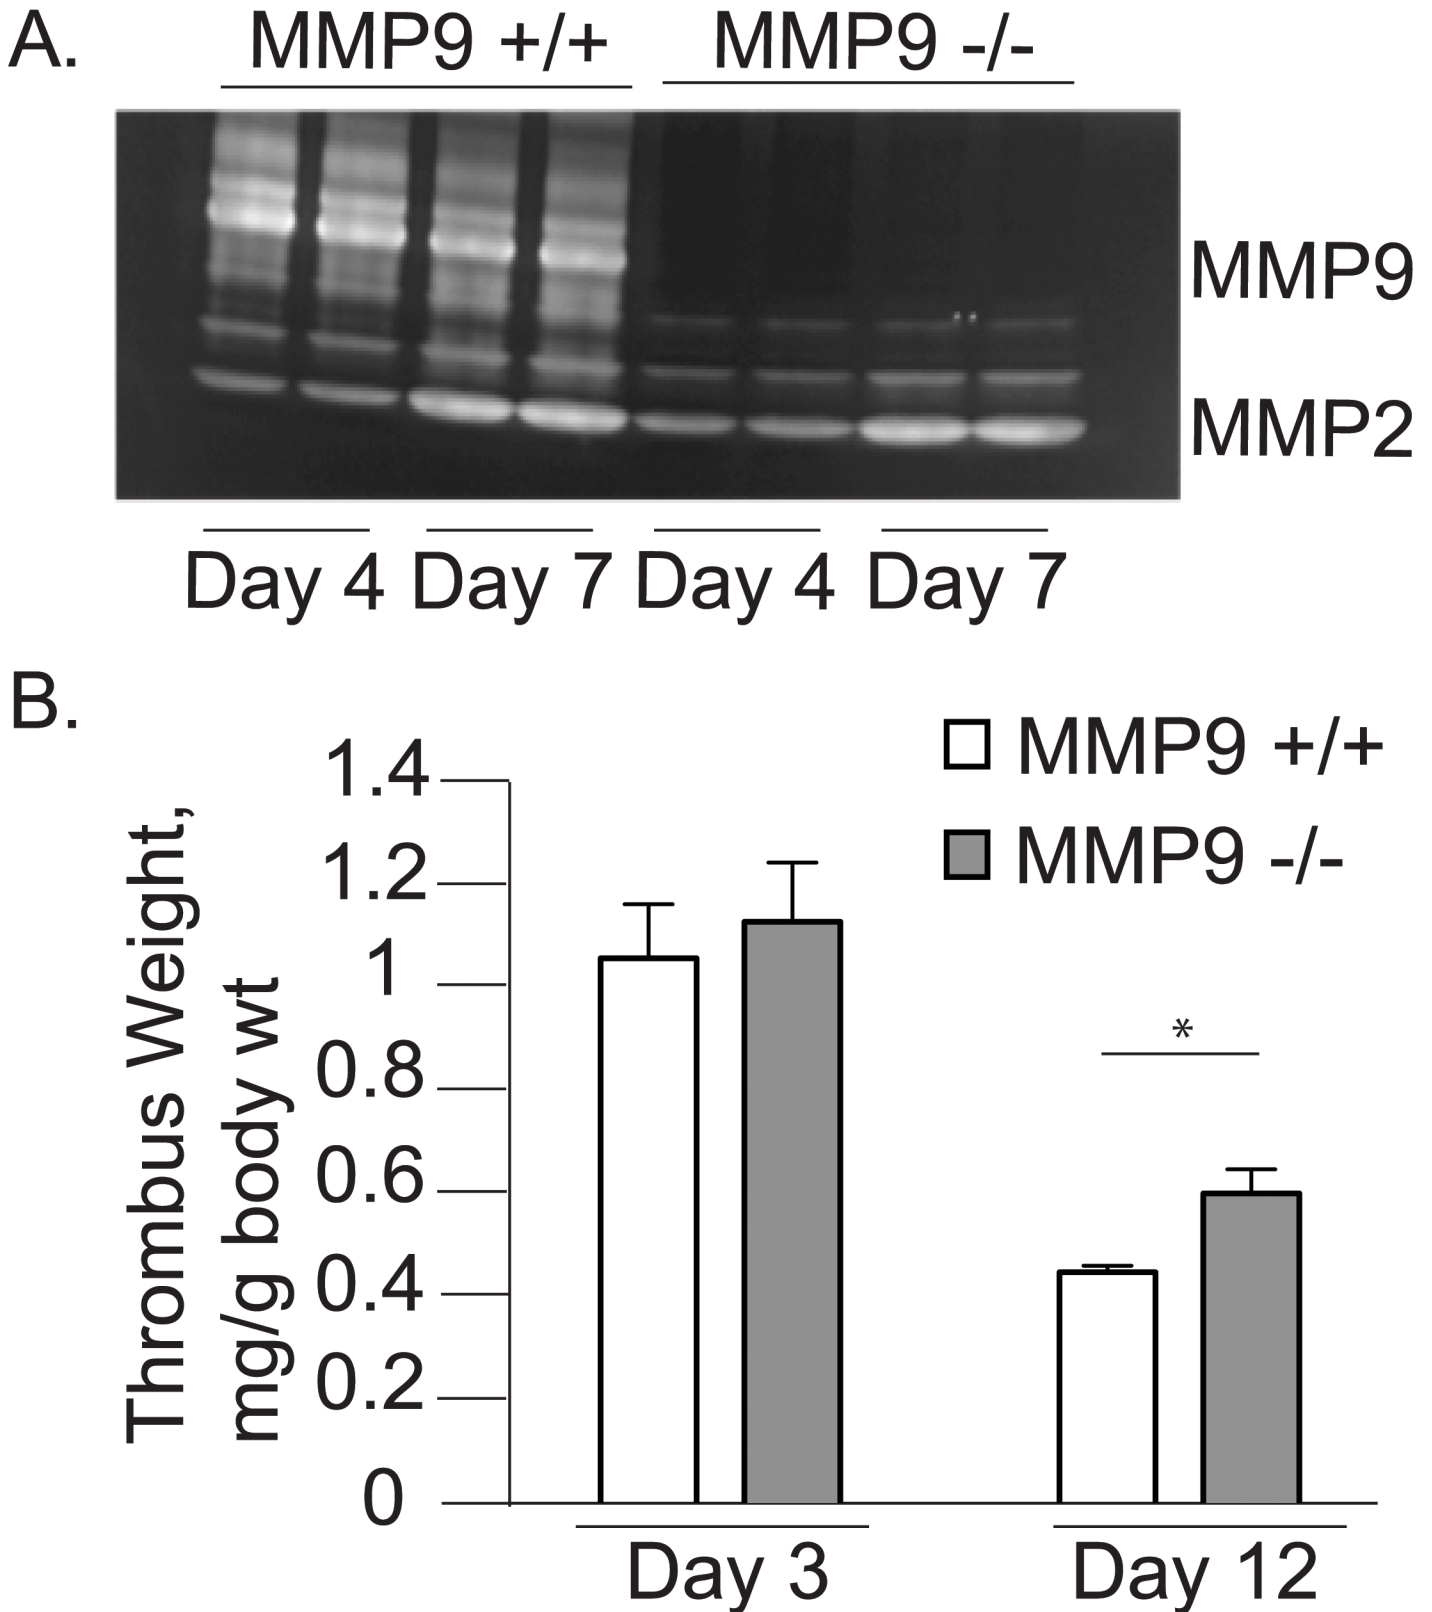 A.
MMP9 +/+ MMP9 -/-
MMP9
MMP2
Day 4 Day 7 Day 4 Day 7
B.
MMP9 +/+
MMP9 -/-
Thrombus Weight,
mg/g body wt
1.4
1.2
1
0.8
0.6
0.4
0.2
0
*
Day 3 Day 12